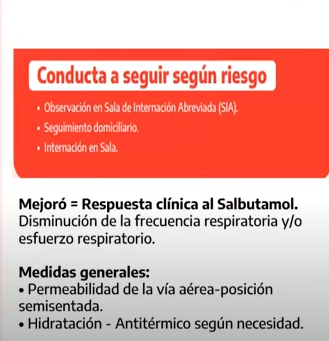 Conducta a seguir según riesgo
• Observación en Sala de Internación Abreviada (SIA).
• Seguimiento domiciliario.
• Internación en Sala.
Mejoró = Respuesta clínica al Salbutamol.
Disminución de la frecuencia respiratoria y/o
esfuerzo respiratorio.
Medidas generales:
• Permeabilidad de la vía aérea-posición
semisentada.
• Hidratación - Antitérmico según necesidad.